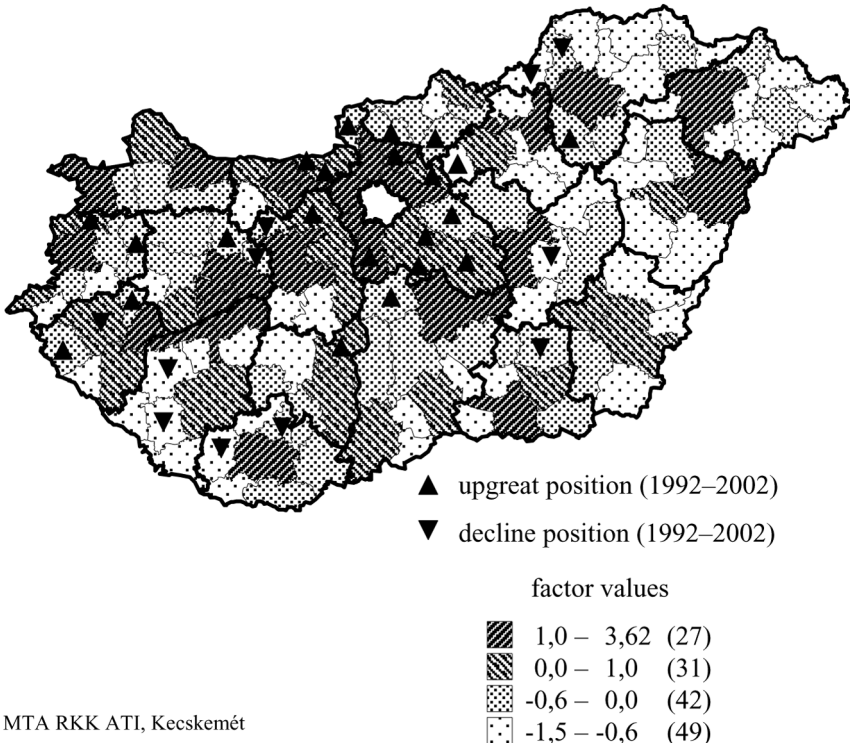 upgreat position (1992–2002)
decline position (1992–2002)
factor values
1,0 – 3,62 (27)
0,0 – 1,0 (31)
-0,6 – 0,0 (42)
-1,5 – -0,6 (49)
MTA RKK ATI, Kecskemét